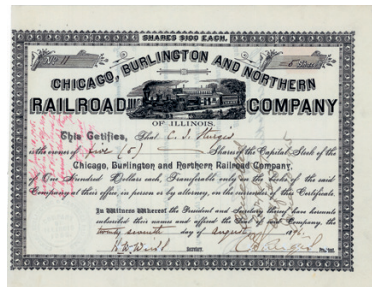 SHARES $100 EACH.
No 11
5 Shares
CHICAGO, BURLINGTON AND NORTHERN
RAILROAD COMPANY
OF ILLINOIS.
This Certifies, That C. I. Sturgis
is the owner of five (5) Shares of the Capital Stock of the
Chicago, Burlington and Northern Railroad Company,
of One Hundred Dollars each, Transferable only on the books of the said
Company at their office, in person or by attorney, on the surrender of this Certificate.
In Witness Whereof the President and Secretary thereof have hereunto
subscribed their names and affixed the Seal of said Company, the
twenty seventh day of August